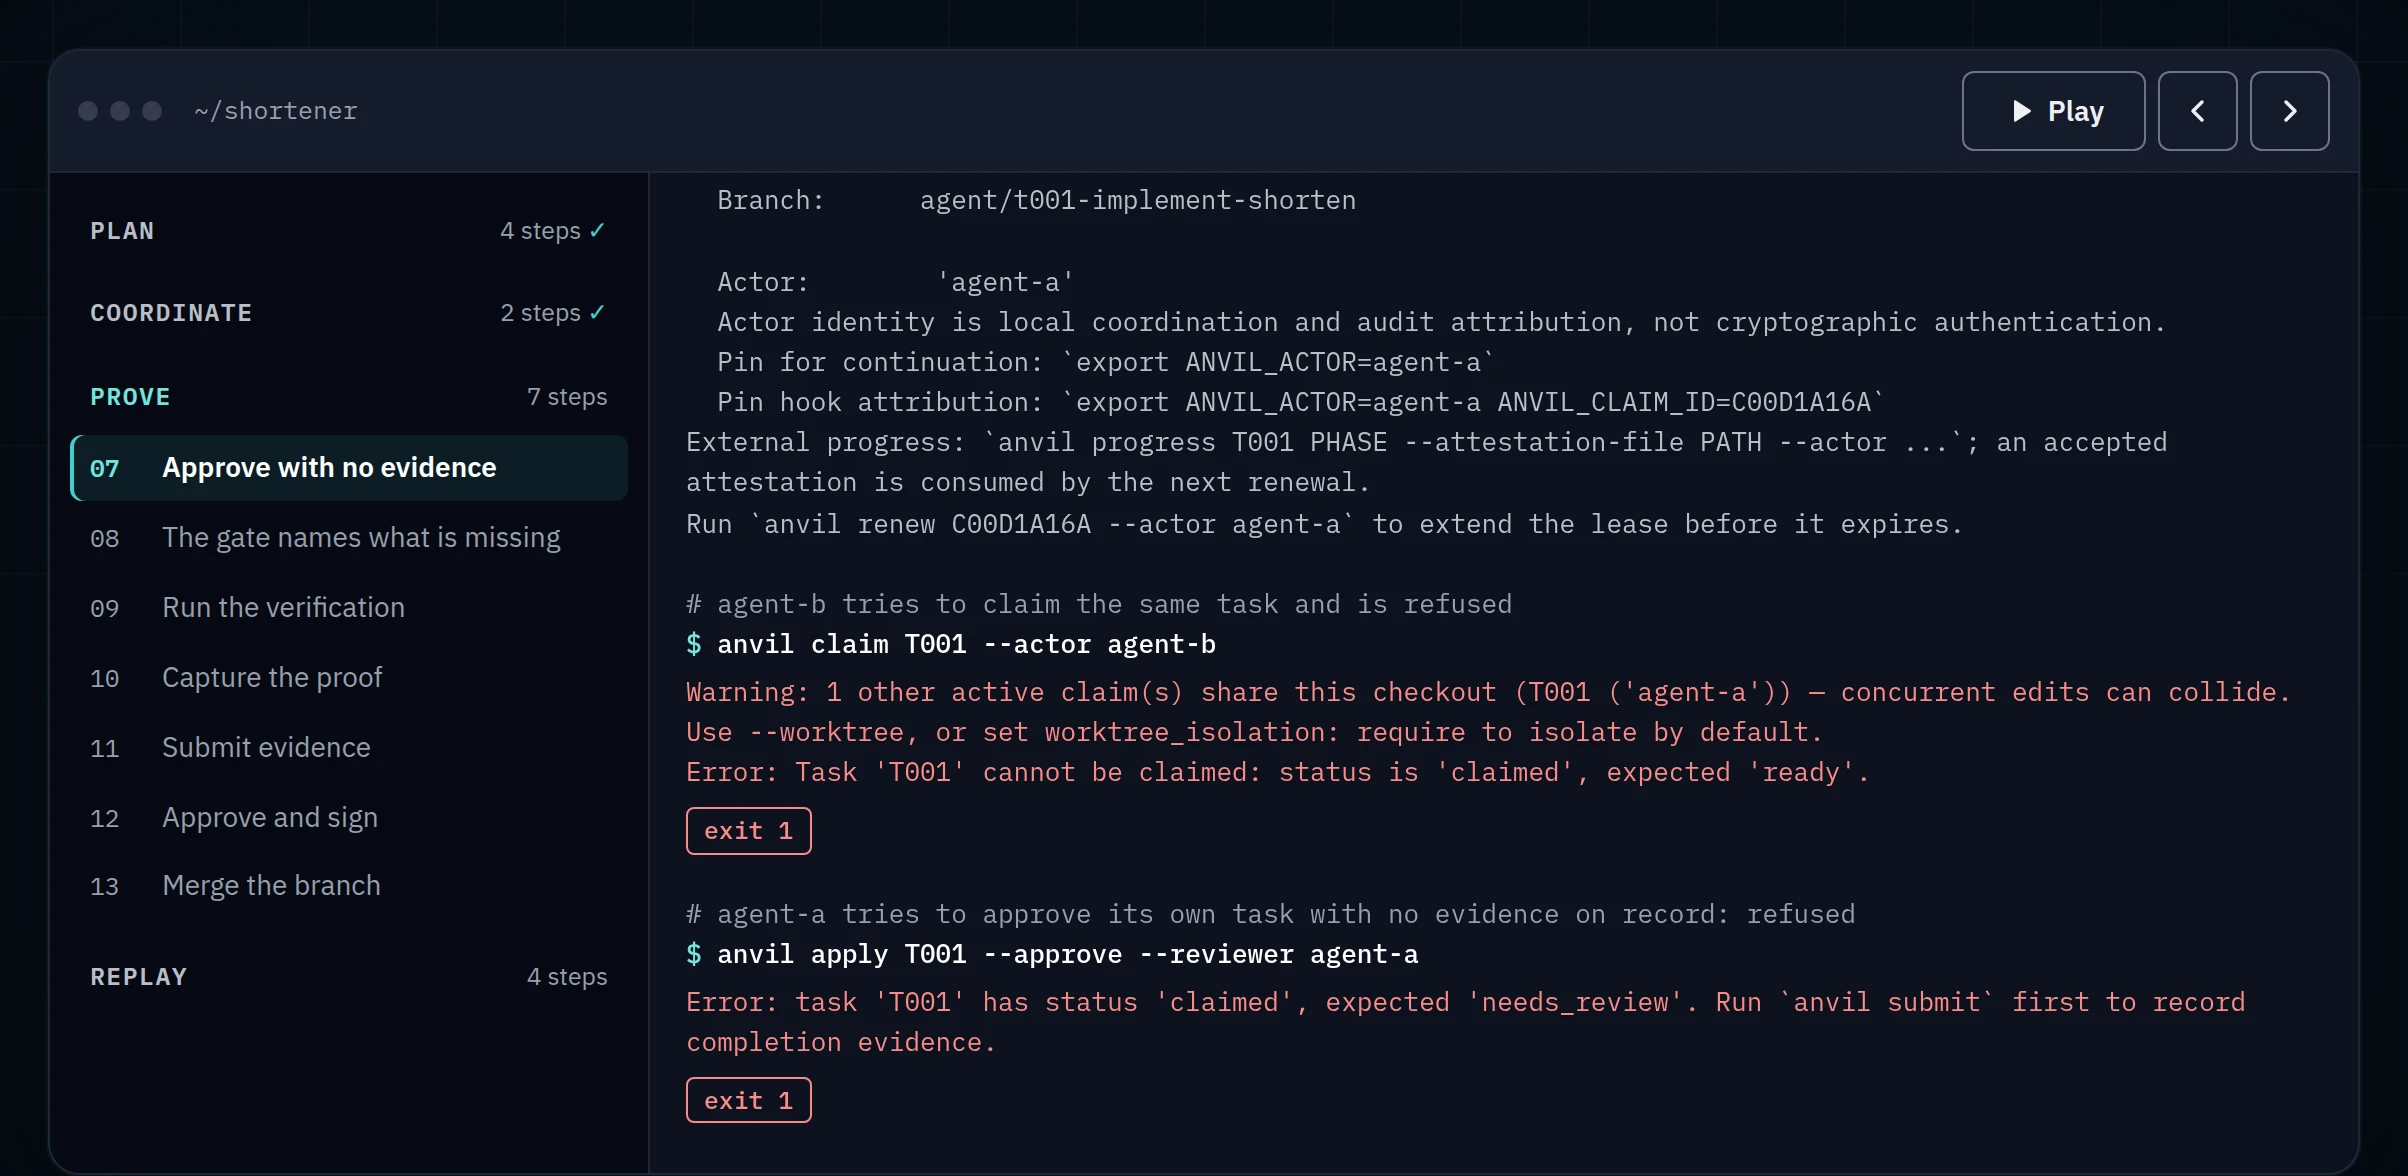 ~/shortener
Play
PLAN 4 steps ✓
COORDINATE 2 steps ✓
PROVE 7 steps
07 Approve with no evidence
08 The gate names what is missing
09 Run the verification
10 Capture the proof
11 Submit evidence
12 Approve and sign
13 Merge the branch
REPLAY 4 steps
Branch: agent/t001-implement-shorten
Actor: 'agent-a'
Actor identity is local coordination and audit attribution, not cryptographic authentication.
Pin for continuation: `export ANVIL_ACTOR=agent-a`
Pin hook attribution: `export ANVIL_ACTOR=agent-a ANVIL_CLAIM_ID=C00D1A16A`
External progress: `anvil progress T001 PHASE --attestation-file PATH --actor ...`; an accepted
attestation is consumed by the next renewal.
Run `anvil renew C00D1A16A --actor agent-a` to extend the lease before it expires.
# agent-b tries to claim the same task and is refused
$ anvil claim T001 --actor agent-b
Warning: 1 other active claim(s) share this checkout (T001 ('agent-a')) — concurrent edits can collide.
Use --worktree, or set worktree_isolation: require to isolate by default.
Error: Task 'T001' cannot be claimed: status is 'claimed', expected 'ready'.
exit 1
# agent-a tries to approve its own task with no evidence on record: refused
$ anvil apply T001 --approve --reviewer agent-a
Error: task 'T001' has status 'claimed', expected 'needs_review'. Run `anvil submit` first to record
completion evidence.
exit 1